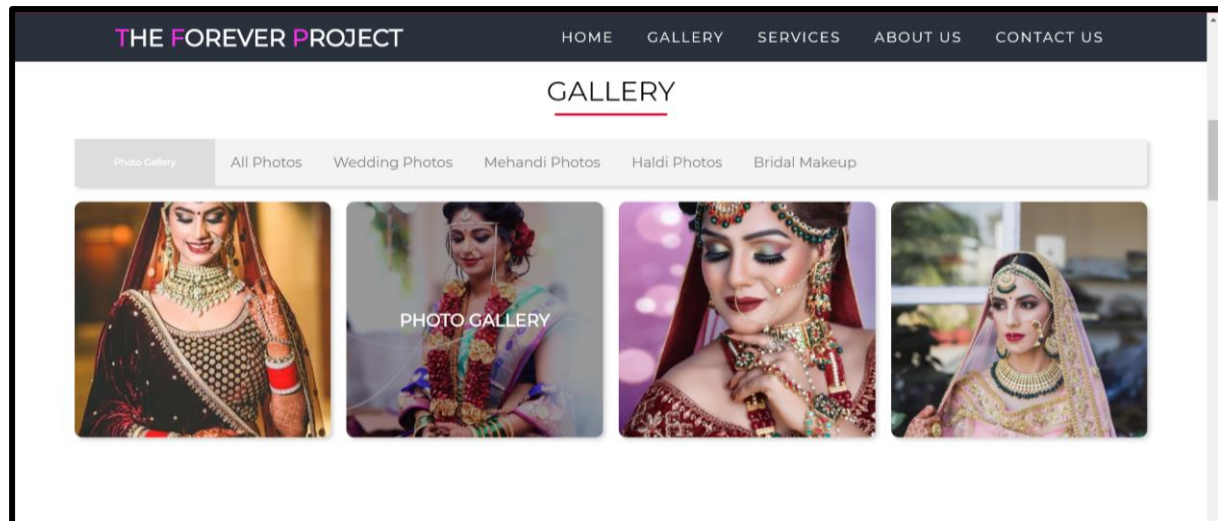 THE FOREVER PROJECT HOME GALLERY SERVICES ABOUT US CONTACT US
GALLERY
Photo Gallery All Photos Wedding Photos Mehandi Photos Haldi Photos Bridal Makeup
PHOTO GALLERY